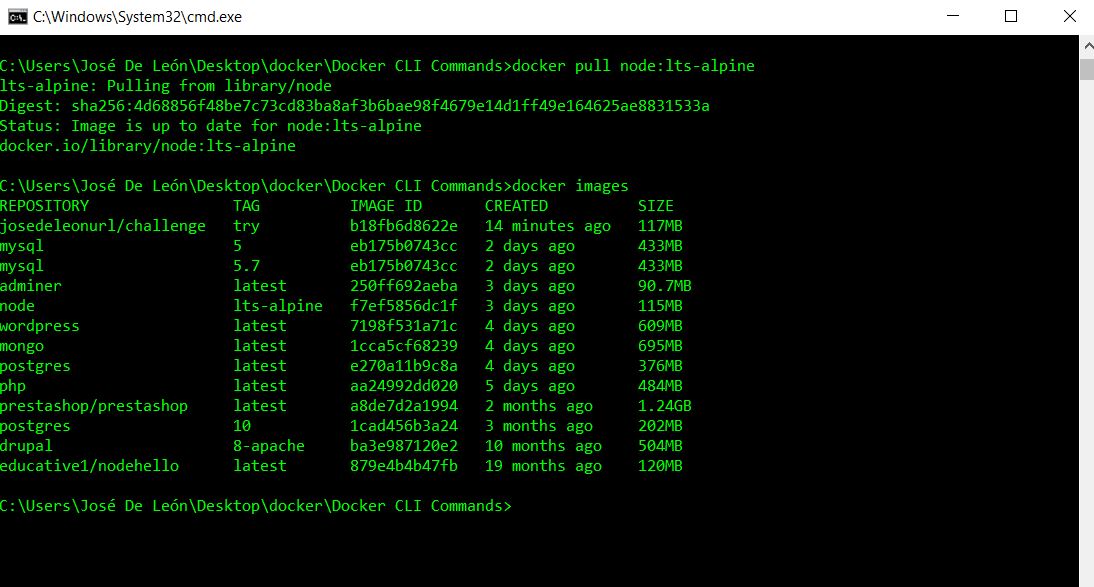 C:\Windows\System32\cmd.exe
C:\Users\José De León\Desktop\docker\Docker CLI Commands>docker pull node:lts-alpine
lts-alpine: Pulling from library/node
Digest: sha256:4d68856f48be7c73cd83ba8af3b6bae98f4679e14d1ff49e164625ae8831533a
Status: Image is up to date for node:lts-alpine
docker.io/library/node:lts-alpine
C:\Users\José De León\Desktop\docker\Docker CLI Commands>docker images
REPOSITORY TAG IMAGE ID CREATED SIZE
josedeleonurl/challenge try b18fb6d8622e 14 minutes ago 117MB
mysql 5 eb175b0743cc 2 days ago 433MB
mysql 5.7 eb175b0743cc 2 days ago 433MB
adminer latest 250ff692aeba 3 days ago 90.7MB
node lts-alpine f7ef5856dc1f 3 days ago 115MB
wordpress latest 7198f531a71c 4 days ago 609MB
mongo latest 1cca5cf68239 4 days ago 695MB
postgres latest e270a11b9c8a 4 days ago 376MB
php latest aa24992dd020 5 days ago 484MB
prestashop/prestashop latest a8de7d2a1994 2 months ago 1.24GB
postgres 10 1cad456b3a24 3 months ago 202MB
drupal 8-apache ba3e987120e2 10 months ago 504MB
educative1/nodehello latest 879e4b4b47fb 19 months ago 120MB
C:\Users\José De León\Desktop\docker\Docker CLI Commands>